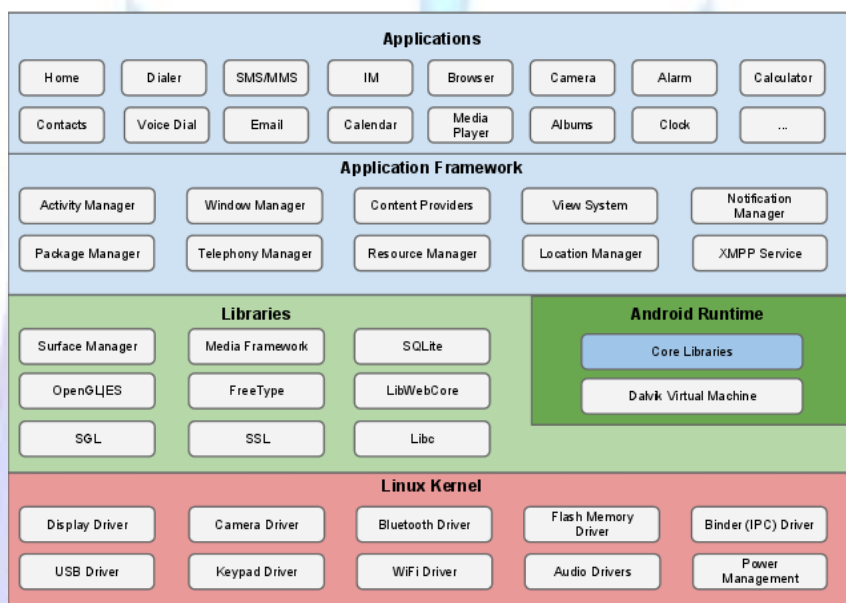 Applications
Home
Dialer
SMS/MMS
IM
Browser
Camera
Alarm
Calculator
Contacts
Voice Dial
Email
Calendar
Media
Player
Albums
Clock
...
Application Framework
Activity Manager
Window Manager
Content Providers
View System
Notification
Manager
Package Manager
Telephony Manager
Resource Manager
Location Manager
XMPP Service
Libraries
Surface Manager
Media Framework
SQLite
OpenGL|ES
FreeType
LibWebCore
SGL
SSL
Libc
Android Runtime
Core Libraries
Dalvik Virtual Machine
Linux Kernel
Display Driver
Camera Driver
Bluetooth Driver
Flash Memory
Driver
Binder (IPC) Driver
USB Driver
Keypad Driver
WiFi Driver
Audio Drivers
Power
Management